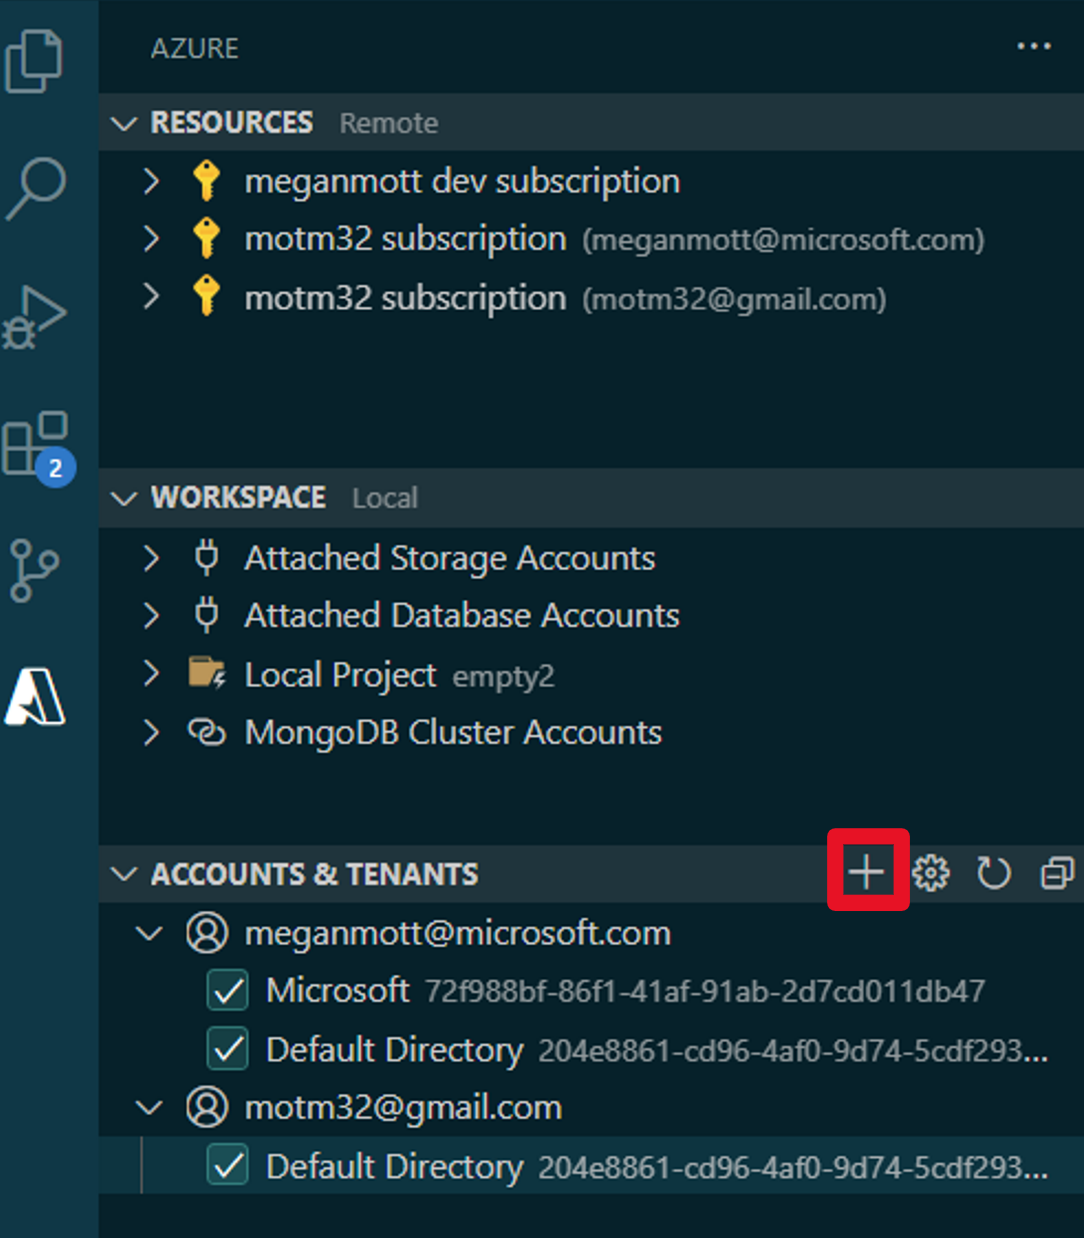 AZURE
RESOURCES Remote
meganmott dev subscription
motm32 subscription (meganmott@microsoft.com)
motm32 subscription (motm32@gmail.com)
2
WORKSPACE Local
Attached Storage Accounts
Attached Database Accounts
Local Project empty2
MongoDB Cluster Accounts
ACCOUNTS & TENANTS
meganmott@microsoft.com
Microsoft 72f988bf-86f1-41af-91ab-2d7cd011db47
Default Directory 204e8861-cd96-4af0-9d74-5cdf293...
motm32@gmail.com
Default Directory 204e8861-cd96-4af0-9d74-5cdf293...